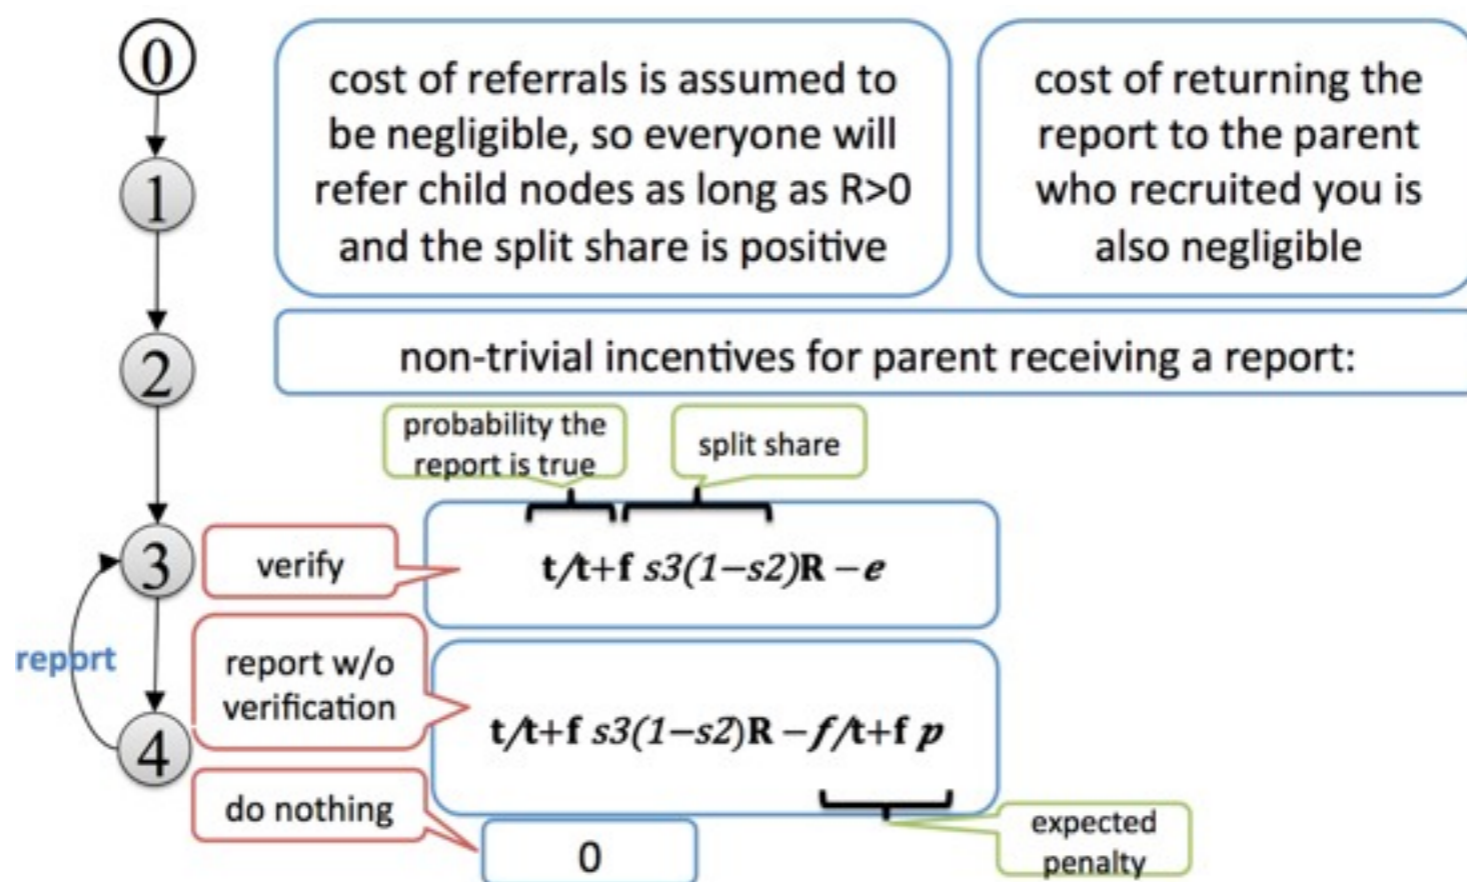 0
cost of referrals is assumed to
be negligible, so everyone will
refer child nodes as long as R>0
and the split share is positive
cost of returning the
report to the parent
who recruited you is
also negligible
1
2
non-trivial incentives for parent receiving a report:
probability the
report is true
split share
3
verify
t/t+f s3(1−s2)R −e
report
report w/o
verification
t/t+f s3(1−s2)R −f/t+f p
4
do nothing
0
expected
penalty